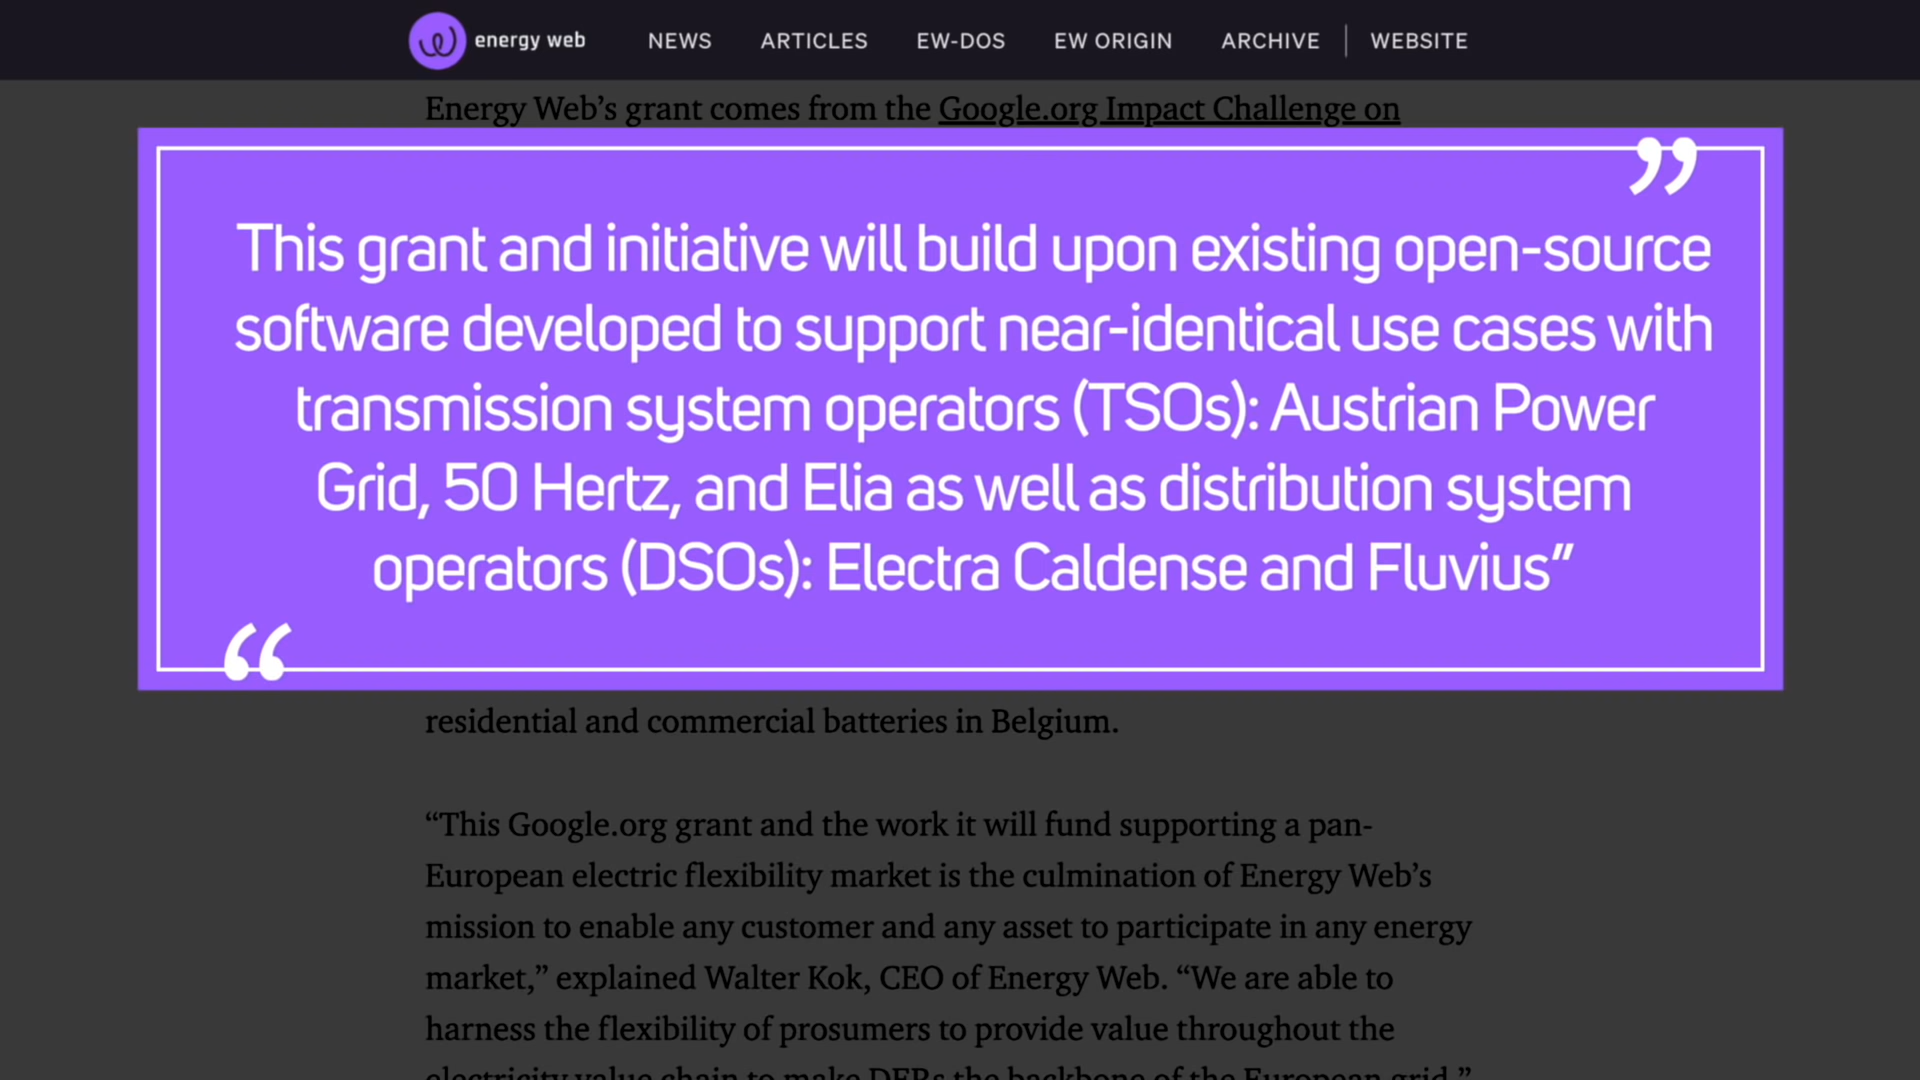 energy web NEWS ARTICLES EW-DOS EW ORIGIN ARCHIVE WEBSITE
Energy Web’s grant comes from the Google.org Impact Challenge on
”
This grant and initiative will build upon existing open-source
software developed to support near-identical use cases with
transmission system operators (TSOs): Austrian Power
Grid, 50 Hertz, and Elia as well as distribution system
operators (DSOs): Electra Caldense and Fluvius”
“
residential and commercial batteries in Belgium.
“This Google.org grant and the work it will fund supporting a pan-
European electric flexibility market is the culmination of Energy Web’s
mission to enable any customer and any asset to participate in any energy
market,” explained Walter Kok, CEO of Energy Web. “We are able to
harness the flexibility of prosumers to provide value throughout the
electricity value chain to make DERs the backbone of the European grid.”